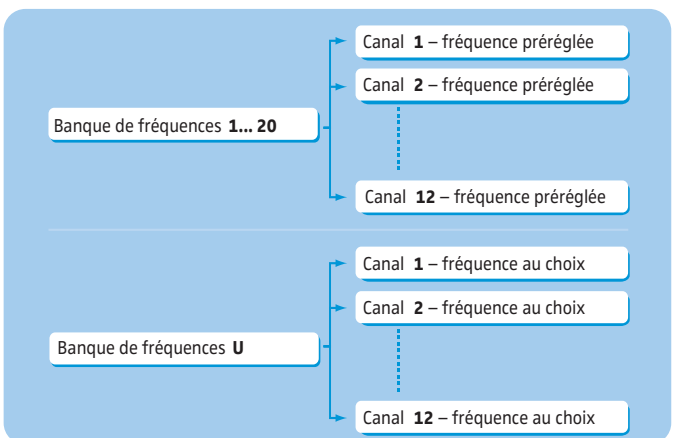 Canal 1 – fréquence préréglée
Canal 2 – fréquence préréglée
Banque de fréquences 1... 20
Canal 12 – fréquence préréglée
Canal 1 – fréquence au choix
Canal 2 – fréquence au choix
Banque de fréquences U
Canal 12 – fréquence au choix